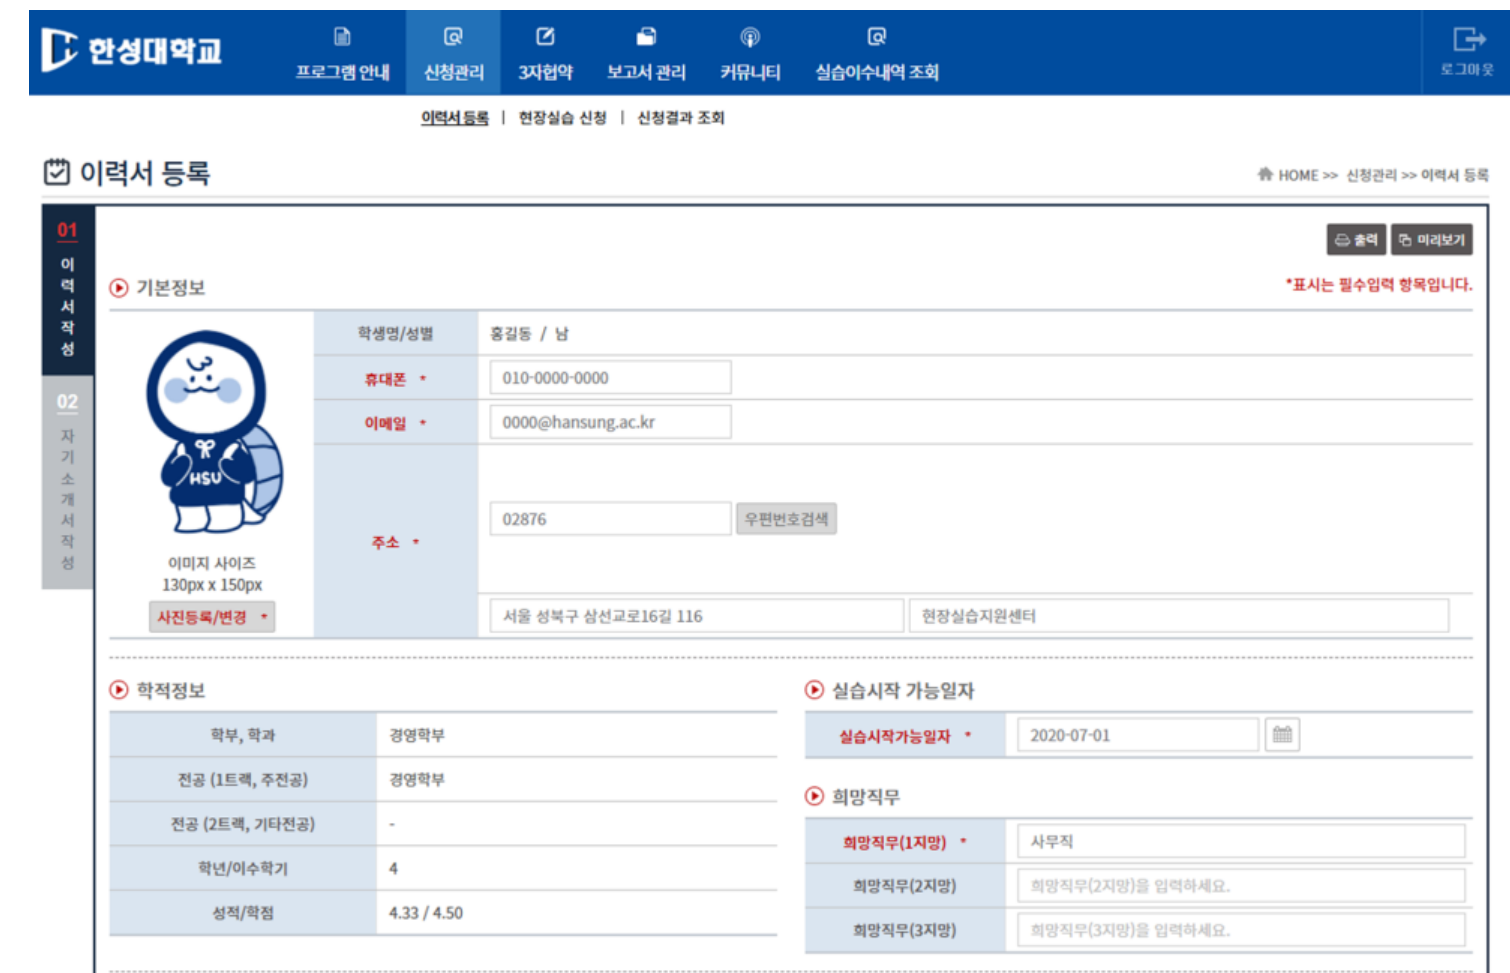 한성대학교
프로그램 안내
신청관리
3자협약
보고서 관리
커뮤니티
실습이수내역 조회
로그아웃
이력서 등록 | 현장실습 신청 | 신청결과 조회
이력서 등록
HOME >> 신청관리 >> 이력서 등록
01
이력서작성
02
자기소개서작성
출력
미리보기
기본정보
*표시는 필수입력 항목입니다.
HSU
이미지 사이즈
130px x 150px
사진등록/변경 *
학생명/성별
홍길동 / 남
휴대폰 *
010-0000-0000
이메일 *
0000@hansung.ac.kr
주소 *
02876
우편번호검색
서울 성북구 삼선교로16길 116
현장실습지원센터
학적정보
학부, 학과
경영학부
전공 (1트랙, 주전공)
경영학부
전공 (2트랙, 기타전공)
-
학년/이수학기
4
성적/학점
4.33 / 4.50
실습시작 가능일자
실습시작가능일자 *
2020-07-01
희망직무
희망직무(1지망) *
사무직
희망직무(2지망)
희망직무(2지망)을 입력하세요.
희망직무(3지망)
희망직무(3지망)을 입력하세요.